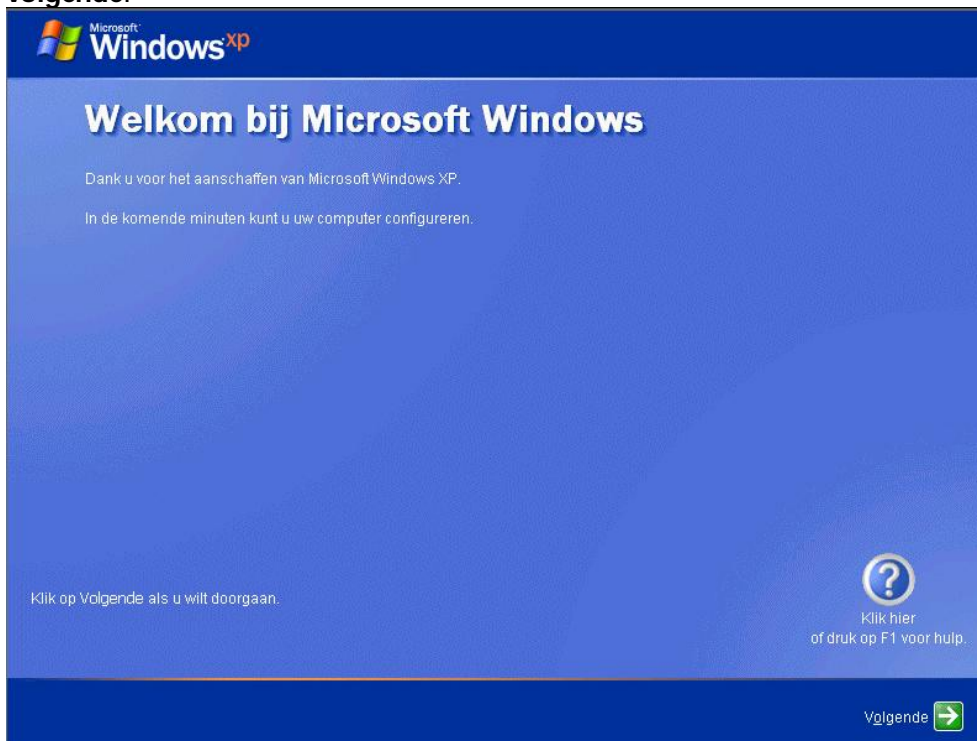 Volgende.
Microsoft
Windows xp
Welkom bij Microsoft Windows
Dank u voor het aanschaffen van Microsoft Windows XP.
In de komende minuten kunt u uw computer configureren.
Klik op Volgende als u wilt doorgaan.
Klik hier
of druk op F1 voor hulp.
Volgende